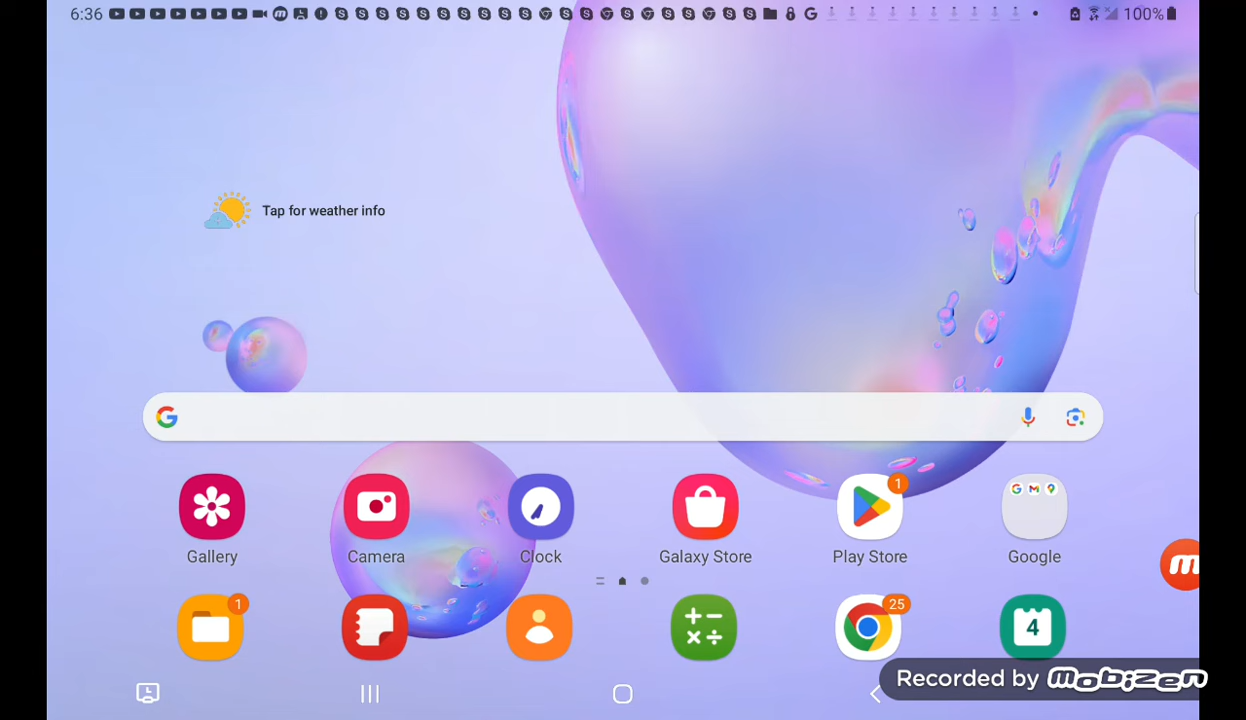 6:36
100%
Tap for weather info
Gallery
Camera
Clock
Galaxy Store
1
Play Store
Google
1
25
4
Recorded by mobizen